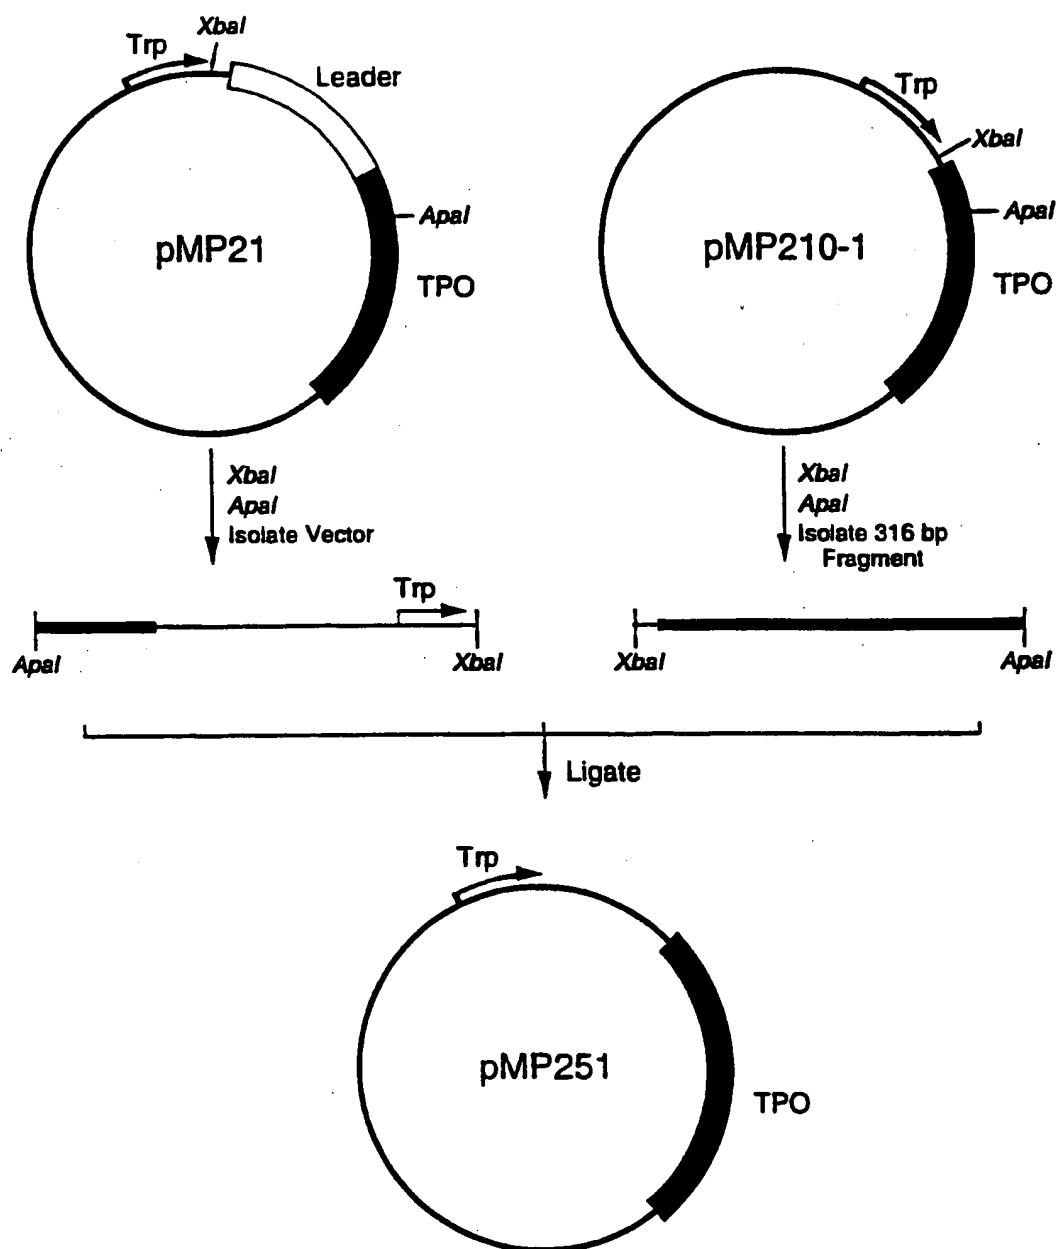 XbaI
Trp
Leader
ApaI
pMP21
TPO
Trp
XbaI
ApaI
pMP210-1
TPO
XbaI
ApaI
Isolate Vector
XbaI
ApaI
Isolate 316 bp
Fragment
Trp
ApaI
XbaI
XbaI
ApaI
Ligate
Trp
pMP251
TPO